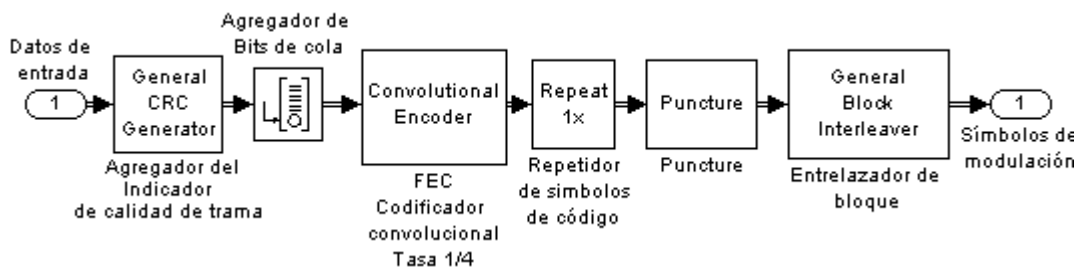 Datos de
entrada
1
General
CRC
Generator
Agregador del
Indicador
de calidad de trama
Agregador de
Bits de cola
Convolutional
Encoder
FEC
Codificador
convolucional
Tasa 1/4
Repeat
1x
Repetidor
de simbolos
de código
Puncture
Puncture
General
Block
Interleaver
Entrelazador de
bloque
1
Símbolos de
modulación